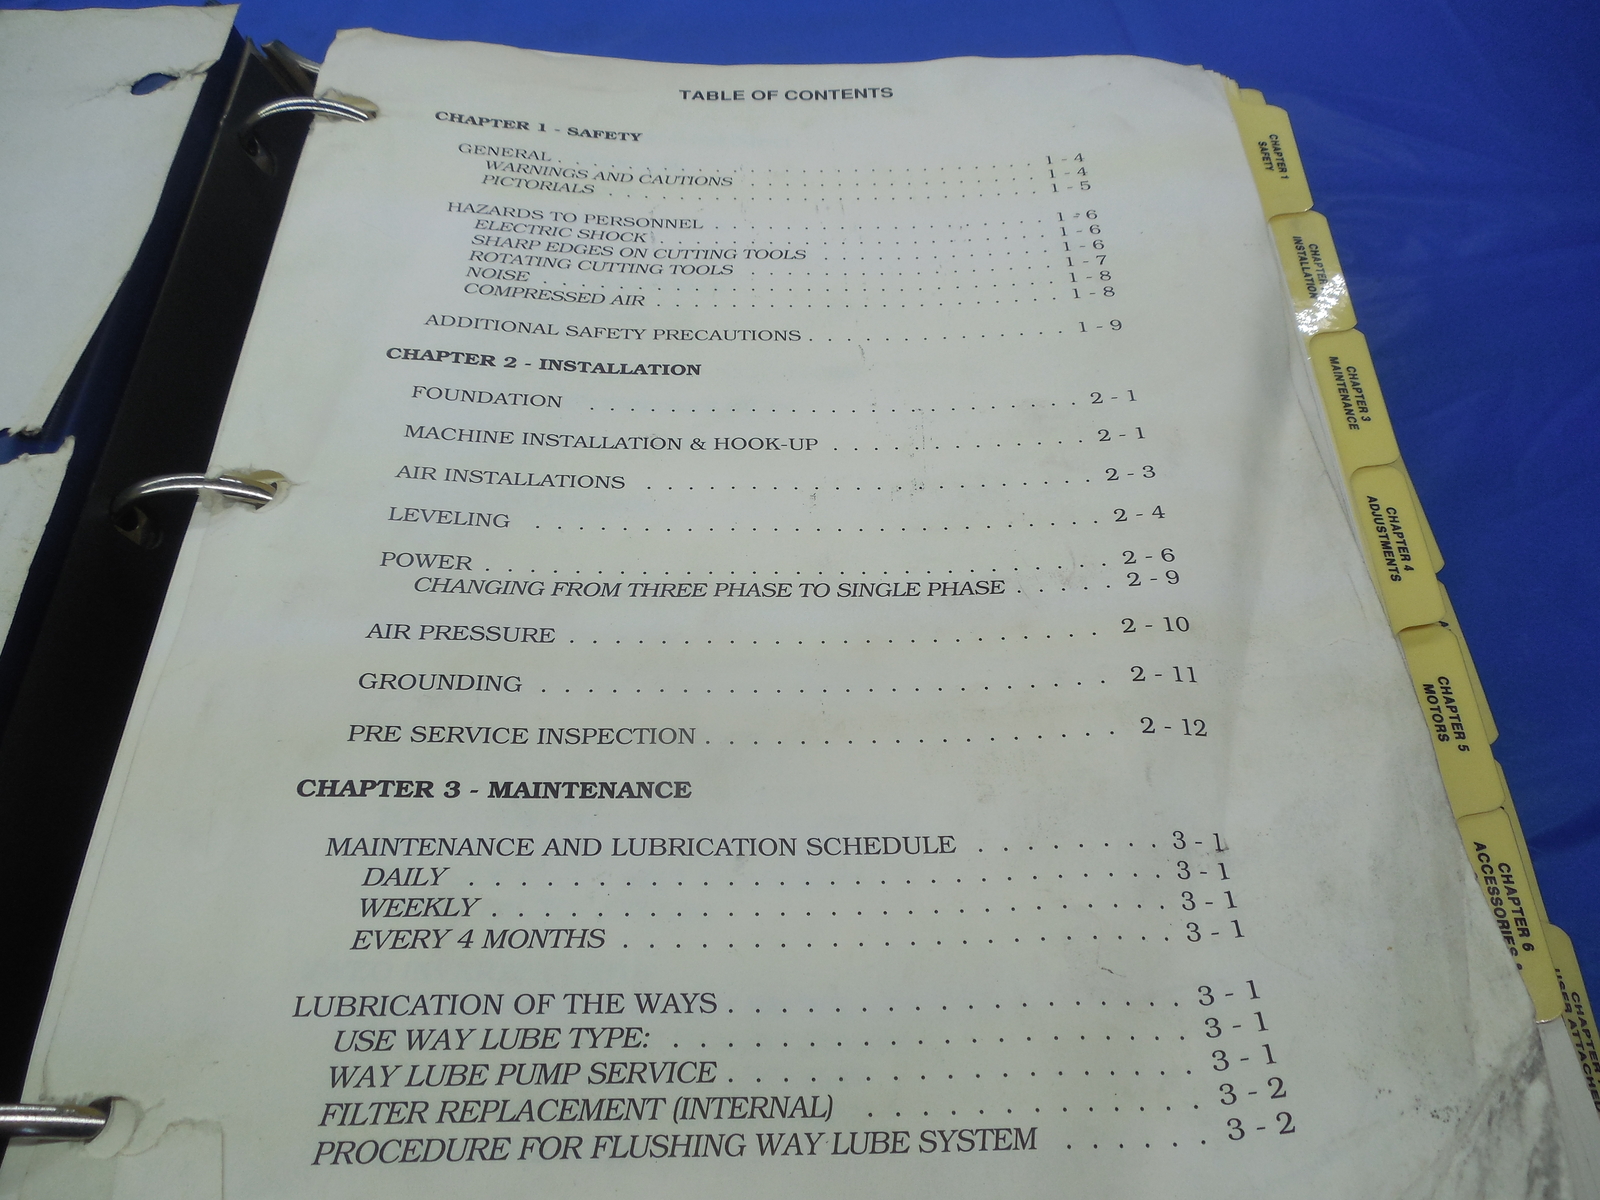 TABLE OF CONTENTS
CHAPTER 1 - SAFETY
GENERAL . . . . . . . . . . . . . . . . . . . . . . . . . . . . 1 - 4
WARNINGS AND CAUTIONS . . . . . . . . . . . . . . . . . 1 - 4
PICTORIALS . . . . . . . . . . . . . . . . . . . . . . . . . 1 - 5
HAZARDS TO PERSONNEL . . . . . . . . . . . . . . . . . . . 1 - 6
ELECTRIC SHOCK . . . . . . . . . . . . . . . . . . . . . . 1 - 6
SHARP EDGES ON CUTTING TOOLS . . . . . . . . . . . . . 1 - 6
ROTATING CUTTING TOOLS . . . . . . . . . . . . . . . . . 1 - 7
NOISE . . . . . . . . . . . . . . . . . . . . . . . . . . . . 1 - 8
COMPRESSED AIR . . . . . . . . . . . . . . . . . . . . . . 1 - 8
ADDITIONAL SAFETY PRECAUTIONS . . . . . . . . . . . . . 1 - 9
CHAPTER 2 - INSTALLATION
FOUNDATION . . . . . . . . . . . . . . . . . . . . . . . 2 - 1
MACHINE INSTALLATION & HOOK-UP . . . . . . . . . . . 2 - 1
AIR INSTALLATIONS . . . . . . . . . . . . . . . . . . . . 2 - 3
LEVELING . . . . . . . . . . . . . . . . . . . . . . . . . 2 - 4
POWER . . . . . . . . . . . . . . . . . . . . . . . . . . . 2 - 6
CHANGING FROM THREE PHASE TO SINGLE PHASE . . . . . 2 - 9
AIR PRESSURE . . . . . . . . . . . . . . . . . . . . . . . 2 - 10
GROUNDING . . . . . . . . . . . . . . . . . . . . . . . . 2 - 11
PRE SERVICE INSPECTION . . . . . . . . . . . . . . . . . 2 - 12
CHAPTER 3 - MAINTENANCE
MAINTENANCE AND LUBRICATION SCHEDULE . . . . . . . . 3 - 1
DAILY . . . . . . . . . . . . . . . . . . . . . . . . . . . 3 - 1
WEEKLY . . . . . . . . . . . . . . . . . . . . . . . . . . 3 - 1
EVERY 4 MONTHS . . . . . . . . . . . . . . . . . . . . . 3 - 1
LUBRICATION OF THE WAYS . . . . . . . . . . . . . . . . . 3 - 1
USE WAY LUBE TYPE: . . . . . . . . . . . . . . . . . . . 3 - 1
WAY LUBE PUMP SERVICE . . . . . . . . . . . . . . . . . 3 - 1
FILTER REPLACEMENT (INTERNAL) . . . . . . . . . . . . 3 - 2
PROCEDURE FOR FLUSHING WAY LUBE SYSTEM . . . . . . 3 - 2
CHAPTER 1
SAFETY
CHAPTER
INSTALLATION
CHAPTER 3
MAINTENANCE
CHAPTER 4
ADJUSTMENTS
CHAPTER 5
MOTORS
CHAPTER 6
ACCESSORIES
CHAPTER
USER ATTACHED